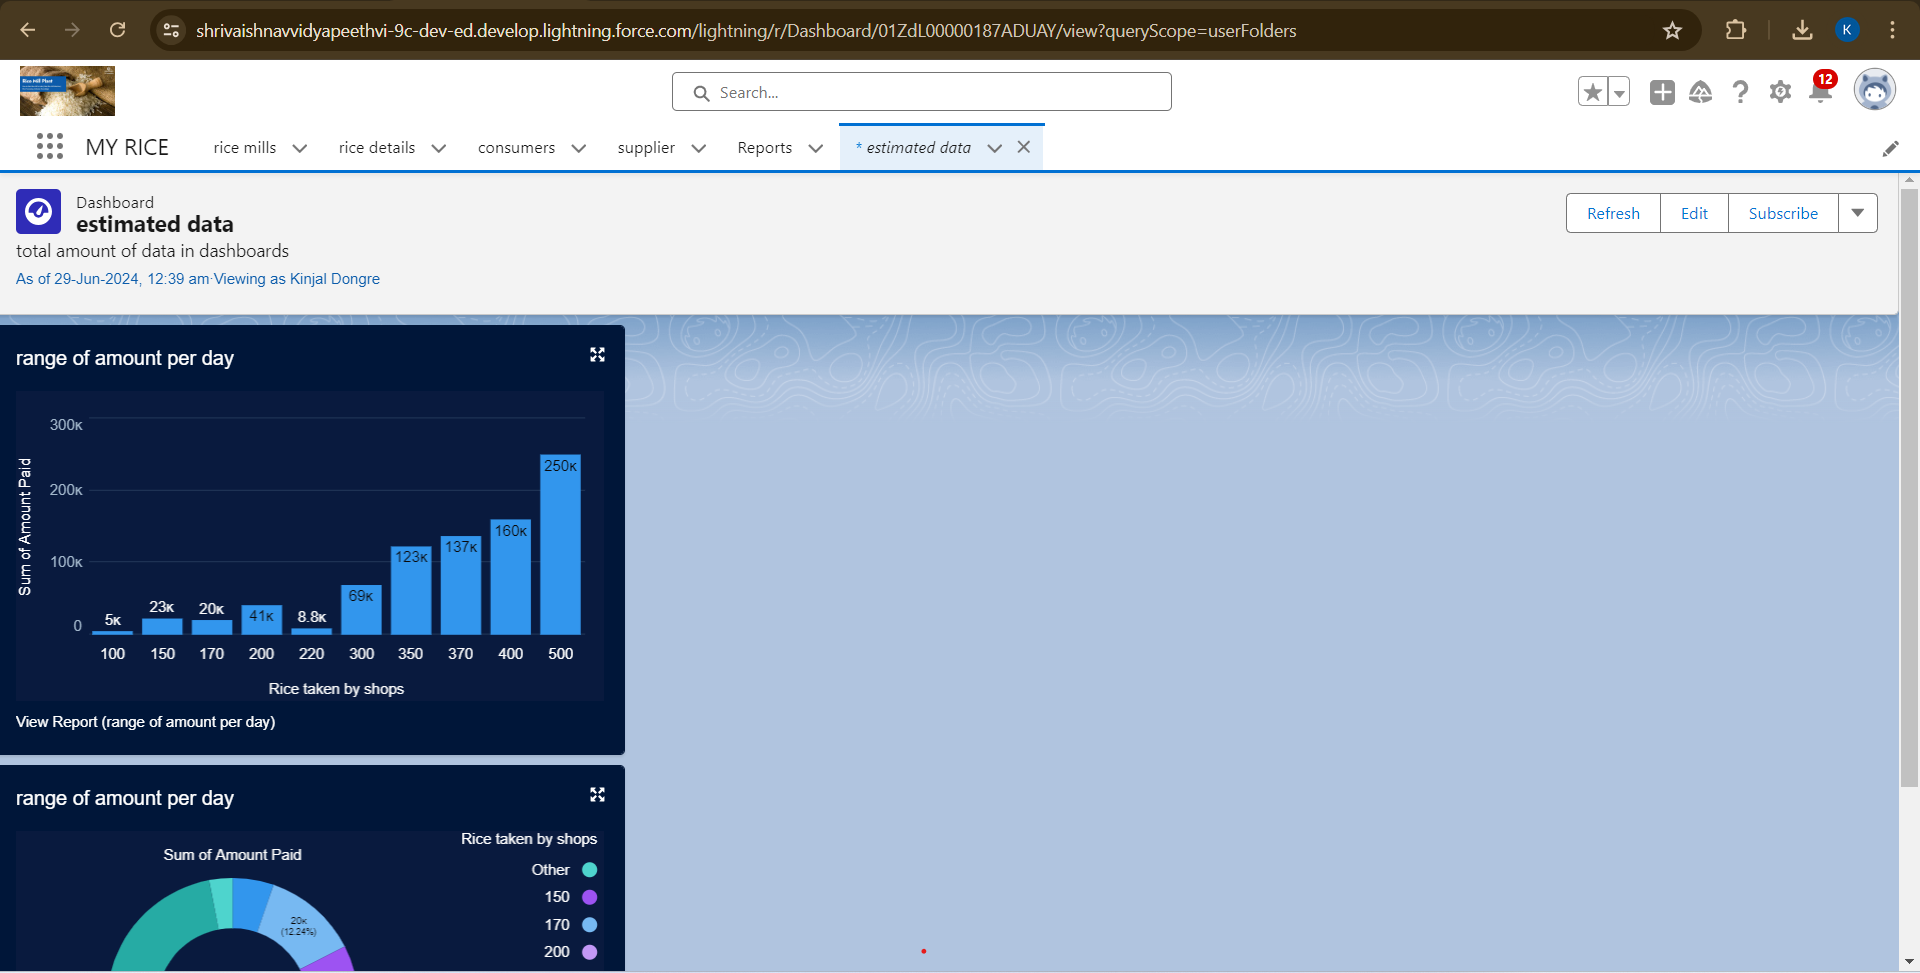 shrivaishnavvidyapeethvi-9c-dev-ed.develop.lightning.force.com/lightning/r/Dashboard/01ZdL00000187ADUAY/view?queryScope=userFolders
K
Rice Mill Plant
Search...
12
MY RICE
rice mills
rice details
consumers
supplier
Reports
* estimated data
Dashboard
estimated data
total amount of data in dashboards
As of 29-Jun-2024, 12:39 am·Viewing as Kinjal Dongre
Refresh
Edit
Subscribe
range of amount per day
Sum of Amount Paid
300K
200K
100K
0
5K
23K
20K
41K
8.8K
69K
123K
137K
160K
250K
100
150
170
200
220
300
350
370
400
500
Rice taken by shops
View Report (range of amount per day)
range of amount per day
Sum of Amount Paid
20K
(12.24%)
Rice taken by shops
Other
150
170
200